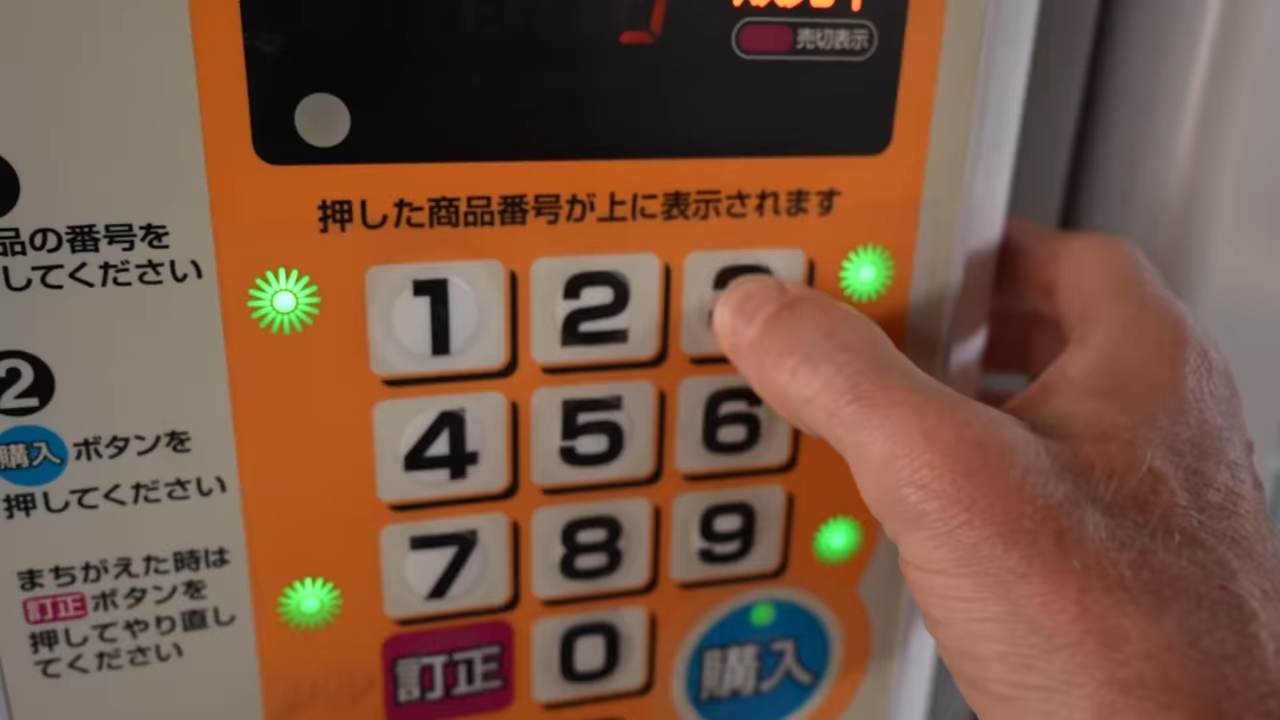 売切表示
押した商品番号が上に表示されます
品の番号を
してください
2
購入 ボタンを
押してください
まちがえた時は
訂正 ボタンを
押してやり直し
てください
1 2
4 5 6
7 8 9
訂正 0 購入